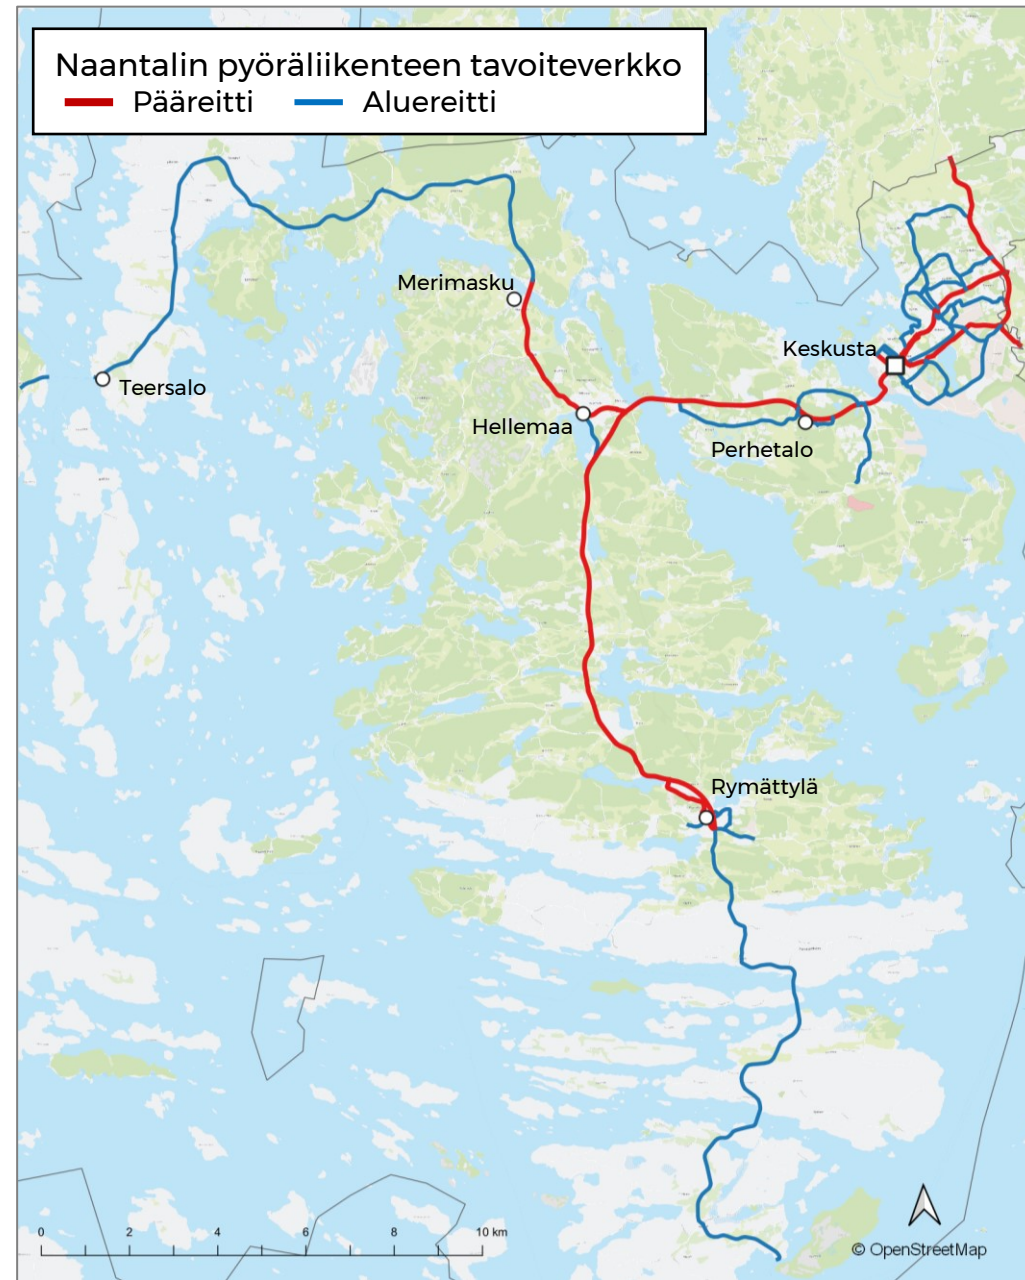 Naantalin pyöräliikenteen tavoiteverkko
Pääreitti Aluereitti
Merimasku
Keskusta
Teersalo
Hellemaa
Perhetalo
Rymättylä
0 2 4 6 8 10 km
© OpenStreetMap